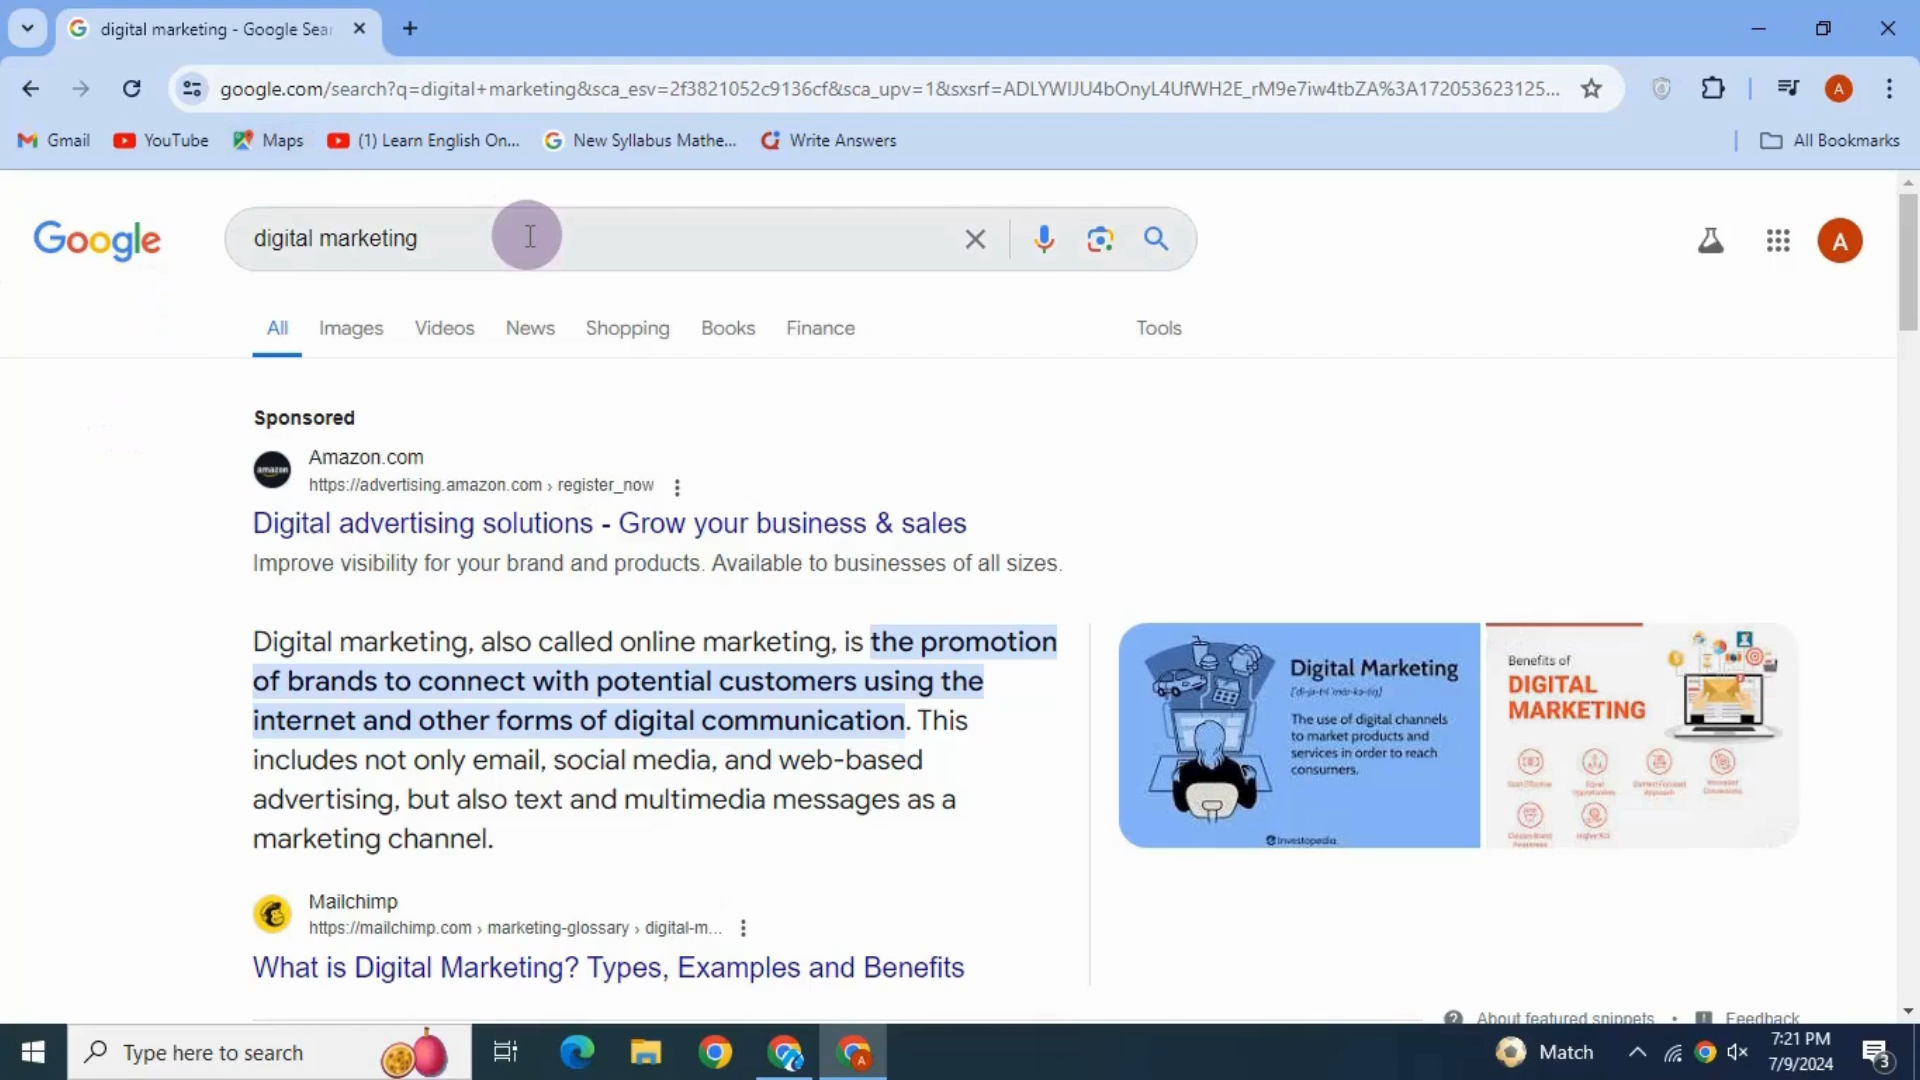 digital marketing - Google Sear
google.com/search?q=digital+marketing&sca_esv=2f3821052c9136cf&sca_upv=1&sxsrf=ADLYWIJU4bOnyL4UfWH2E_rM9e7iw4tbZA%3A172053623125...
A
Gmail
YouTube
Maps
(1) Learn English On...
New Syllabus Mathe...
Write Answers
All Bookmarks
Google
digital marketing
A
All
Images
Videos
News
Shopping
Books
Finance
Tools
Sponsored
amazon
Amazon.com
https://advertising.amazon.com › register_now
Digital advertising solutions - Grow your business & sales
Improve visibility for your brand and products. Available to businesses of all sizes.
Digital marketing, also called online marketing, is the promotion
of brands to connect with potential customers using the
internet and other forms of digital communication. This
includes not only email, social media, and web-based
advertising, but also text and multimedia messages as a
marketing channel.
Digital Marketing
The use of digital channels
to market products and
services in order to reach
consumers.
Investopedia
Benefits of
DIGITAL
MARKETING
Mailchimp
https://mailchimp.com › marketing-glossary › digital-m...
What is Digital Marketing? Types, Examples and Benefits
About featured snippets • Feedback
Type here to search
A
Match
7:21 PM
7/9/2024
3